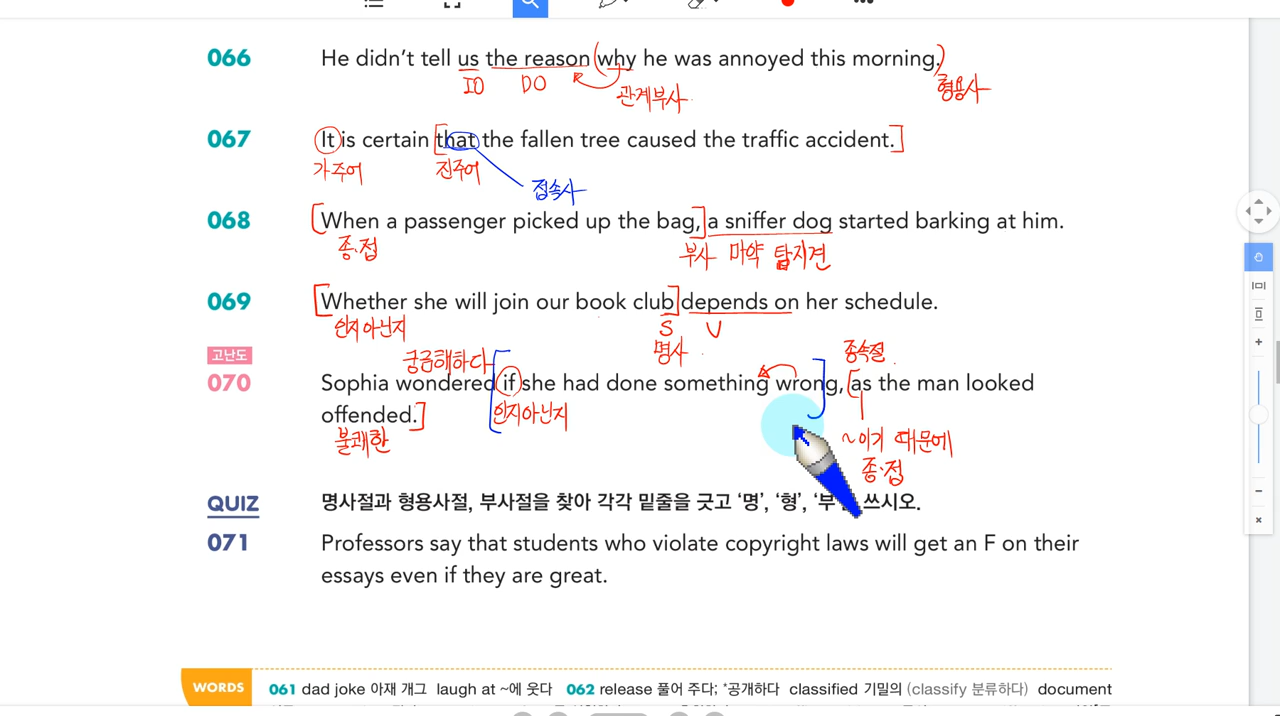 066 He didn't tell us the reason (why he was annoyed this morning.)
IO DO 관계부사 형용사
067 It is certain [that the fallen tree caused the traffic accident.]
가주어 진주어 접속사
068 [When a passenger picked up the bag,] a sniffer dog started barking at him.
종·접 부사 마약 탐지견
069 [Whether she will join our book club] depends on her schedule.
인지 아닌지 S V
명사
고난도 궁금해하다 종속절
070 Sophia wondered [if she had done something wrong], [as the man looked
offended.] 인지아닌지
불쾌한 ~이기 때문에
종·접
QUIZ 명사절과 형용사절, 부사절을 찾아 각각 밑줄을 긋고 '명', '형', '부 쓰시오.
071 Professors say that students who violate copyright laws will get an F on their
essays even if they are great.
WORDS 061 dad joke 아재 개그 laugh at ~에 웃다 062 release 풀어 주다; *공개하다 classified 기밀의 (classify 분류하다) document